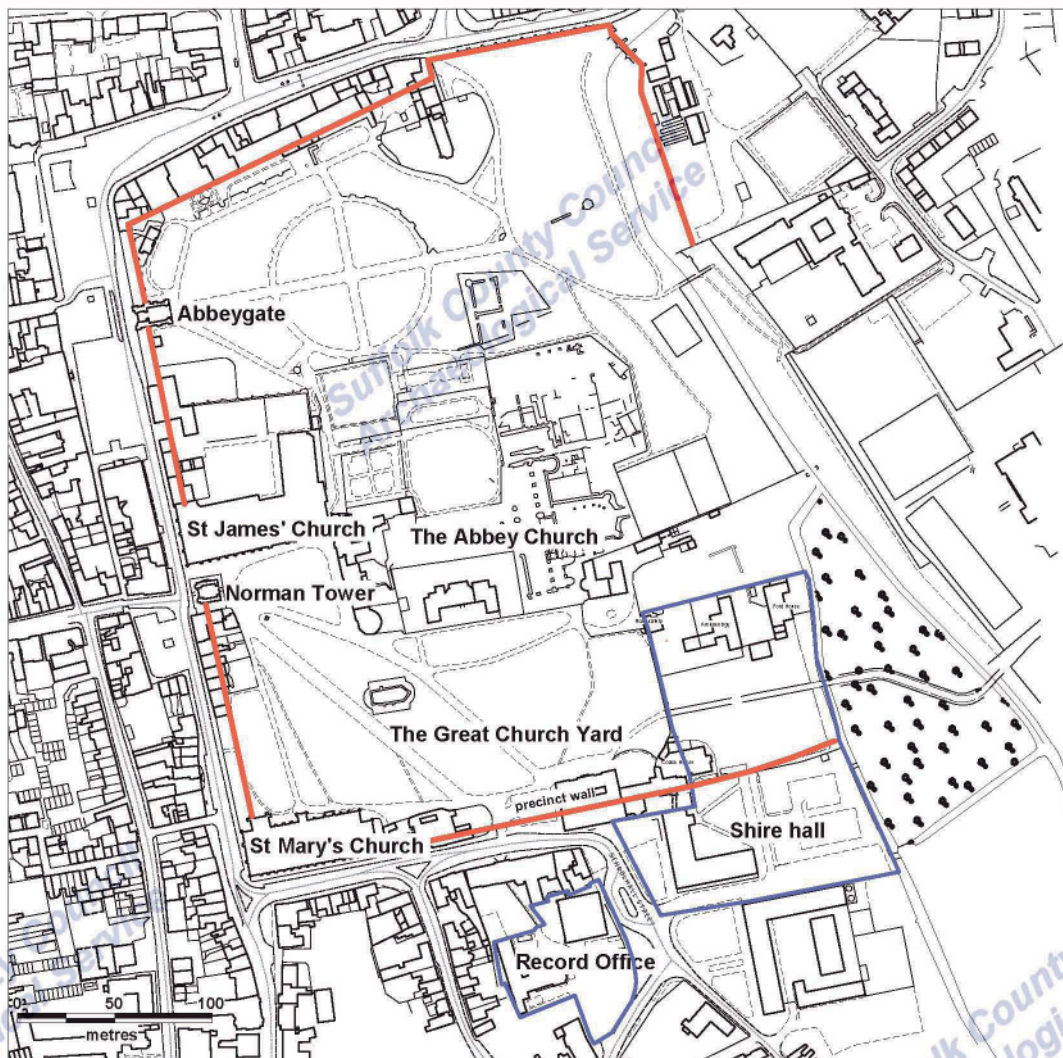 Suffolk County Council
Archaeological Service
Abbeygate
St James' Church
The Abbey Church
Norman Tower
The Great Church Yard
precinct wall
St Mary's Church
Shire hall
Record Office
50
100
metres